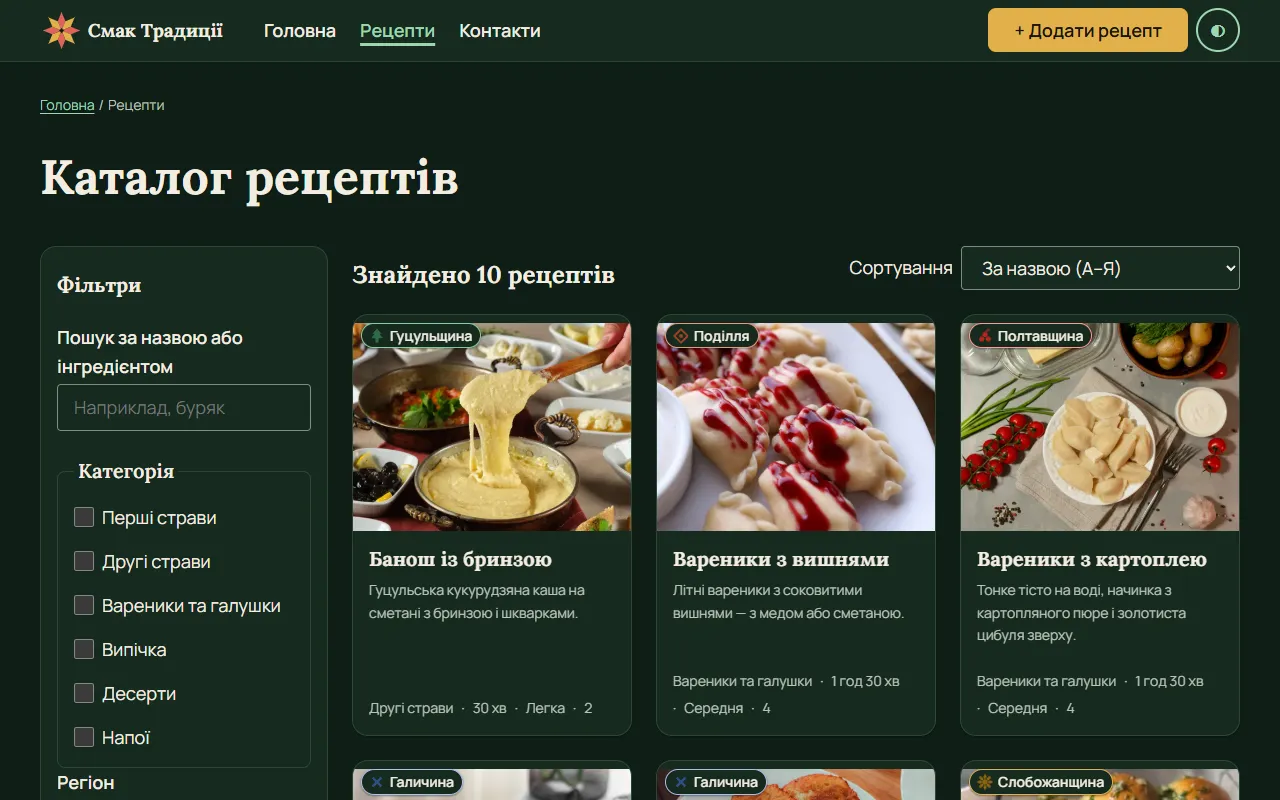 Смак Традиції
Головна
Рецепти
Контакти
+ Додати рецепт
Головна / Рецепти
Каталог рецептів
Фільтри
Пошук за назвою або
інгредієнтом
Наприклад, буряк
Категорія
Перші страви
Другі страви
Вареники та галушки
Випічка
Десерти
Напої
Регіон
Знайдено 10 рецептів
Сортування
За назвою (А–Я)
Гуцульщина
Банош із бринзою
Гуцульська кукурудзяна каша на
сметані з бринзою і шкварками.
Другі страви · 30 хв · Легка · 2
Поділля
Вареники з вишнями
Літні вареники з соковитими
вишнями — з медом або сметаною.
Вареники та галушки · 1 год 30 хв
· Середня · 4
Полтавщина
Вареники з картоплею
Тонке тісто на воді, начинка з
картопляного пюре і золотиста
цибуля зверху.
Вареники та галушки · 1 год 30 хв
· Середня · 4
Галичина
Галичина
Слобожанщина